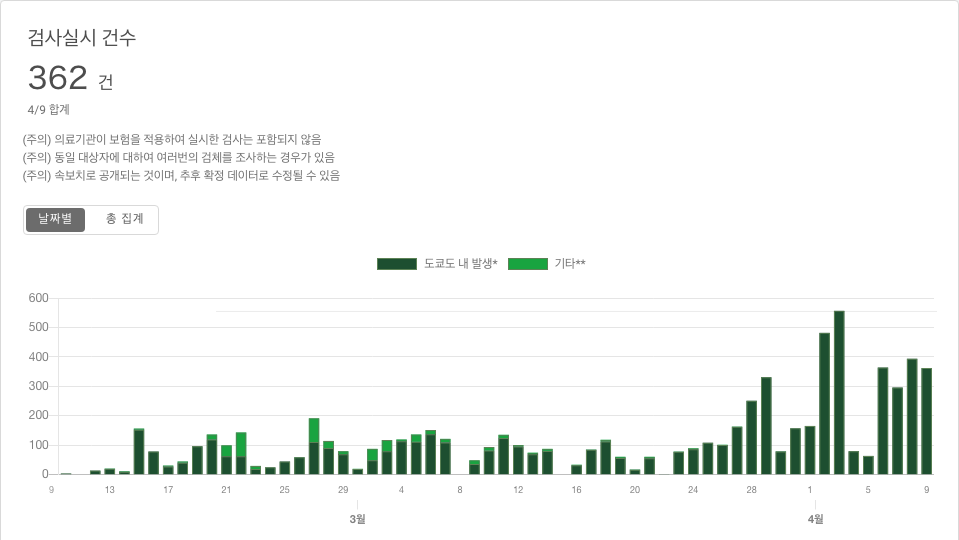 검사실시 건수
362 건
4/9 합계
(주의) 의료기관이 보험을 적용하여 실시한 검사는 포함되지 않음
(주의) 동일 대상자에 대하여 여러번의 검체를 조사하는 경우가 있음
(주의) 속보치로 공개되는 것이며, 추후 확정 데이터로 수정될 수 있음
날짜별 총 집계
도쿄도 내 발생* 기타**
600
500
400
300
200
100
0
9 13 17 21 25 29 4 8 12 16 20 24 28 1 5 9
3월 4월